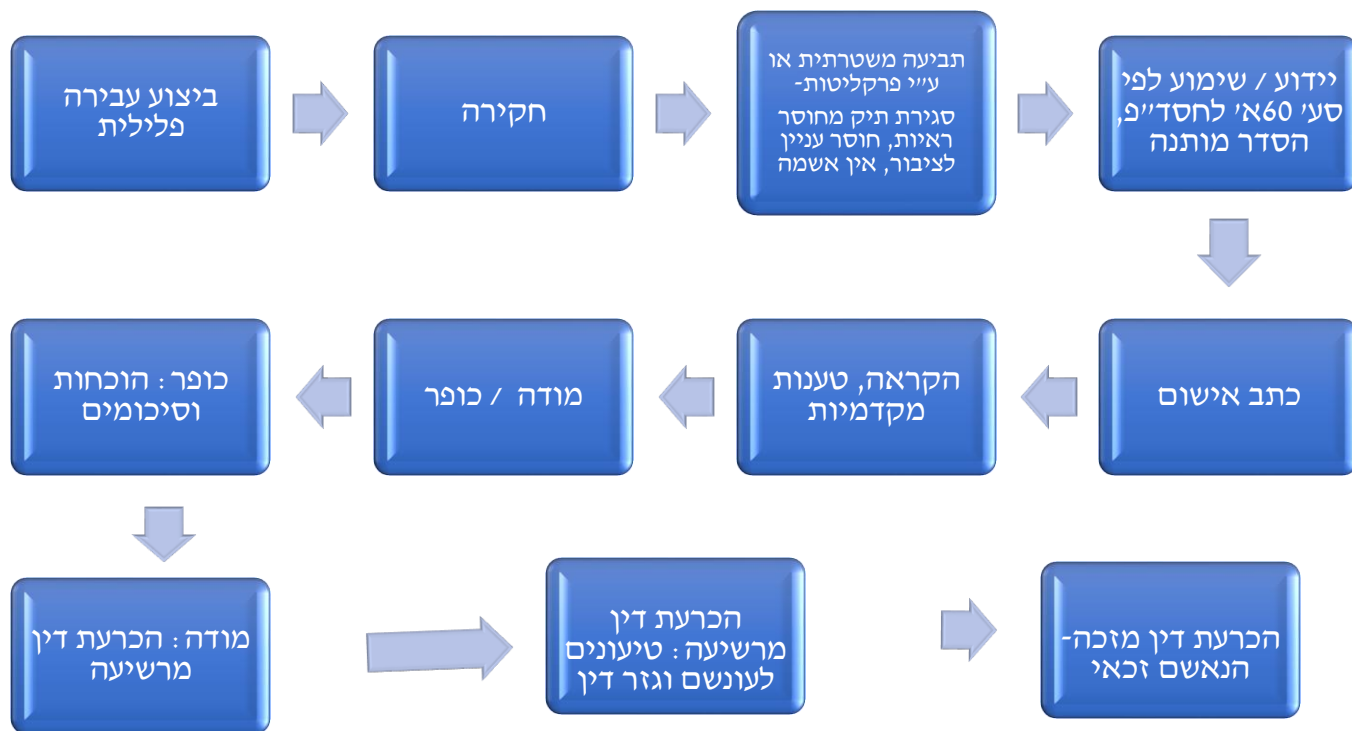 ביצוע עבירה
פלילית
חקירה
תביעה משטרתית או
ע״י פרקליטות-
סגירת תיק מחוסר
ראיות, חוסר עניין
לציבור, אין אשמה
יידוע / שימוע לפי
סע׳ 60א׳ לחסד״פ,
הסדר מותנה
כתב אישום
הקראה, טענות
מקדמיות
מודה / כופר
כופר: הוכחות
וסיכומים
מודה: הכרעת דין
מרשיעה
הכרעת דין
מרשיעה: טיעונים
לעונשם וגזר דין
הכרעת דין מזכה-
הנאשם זכאי